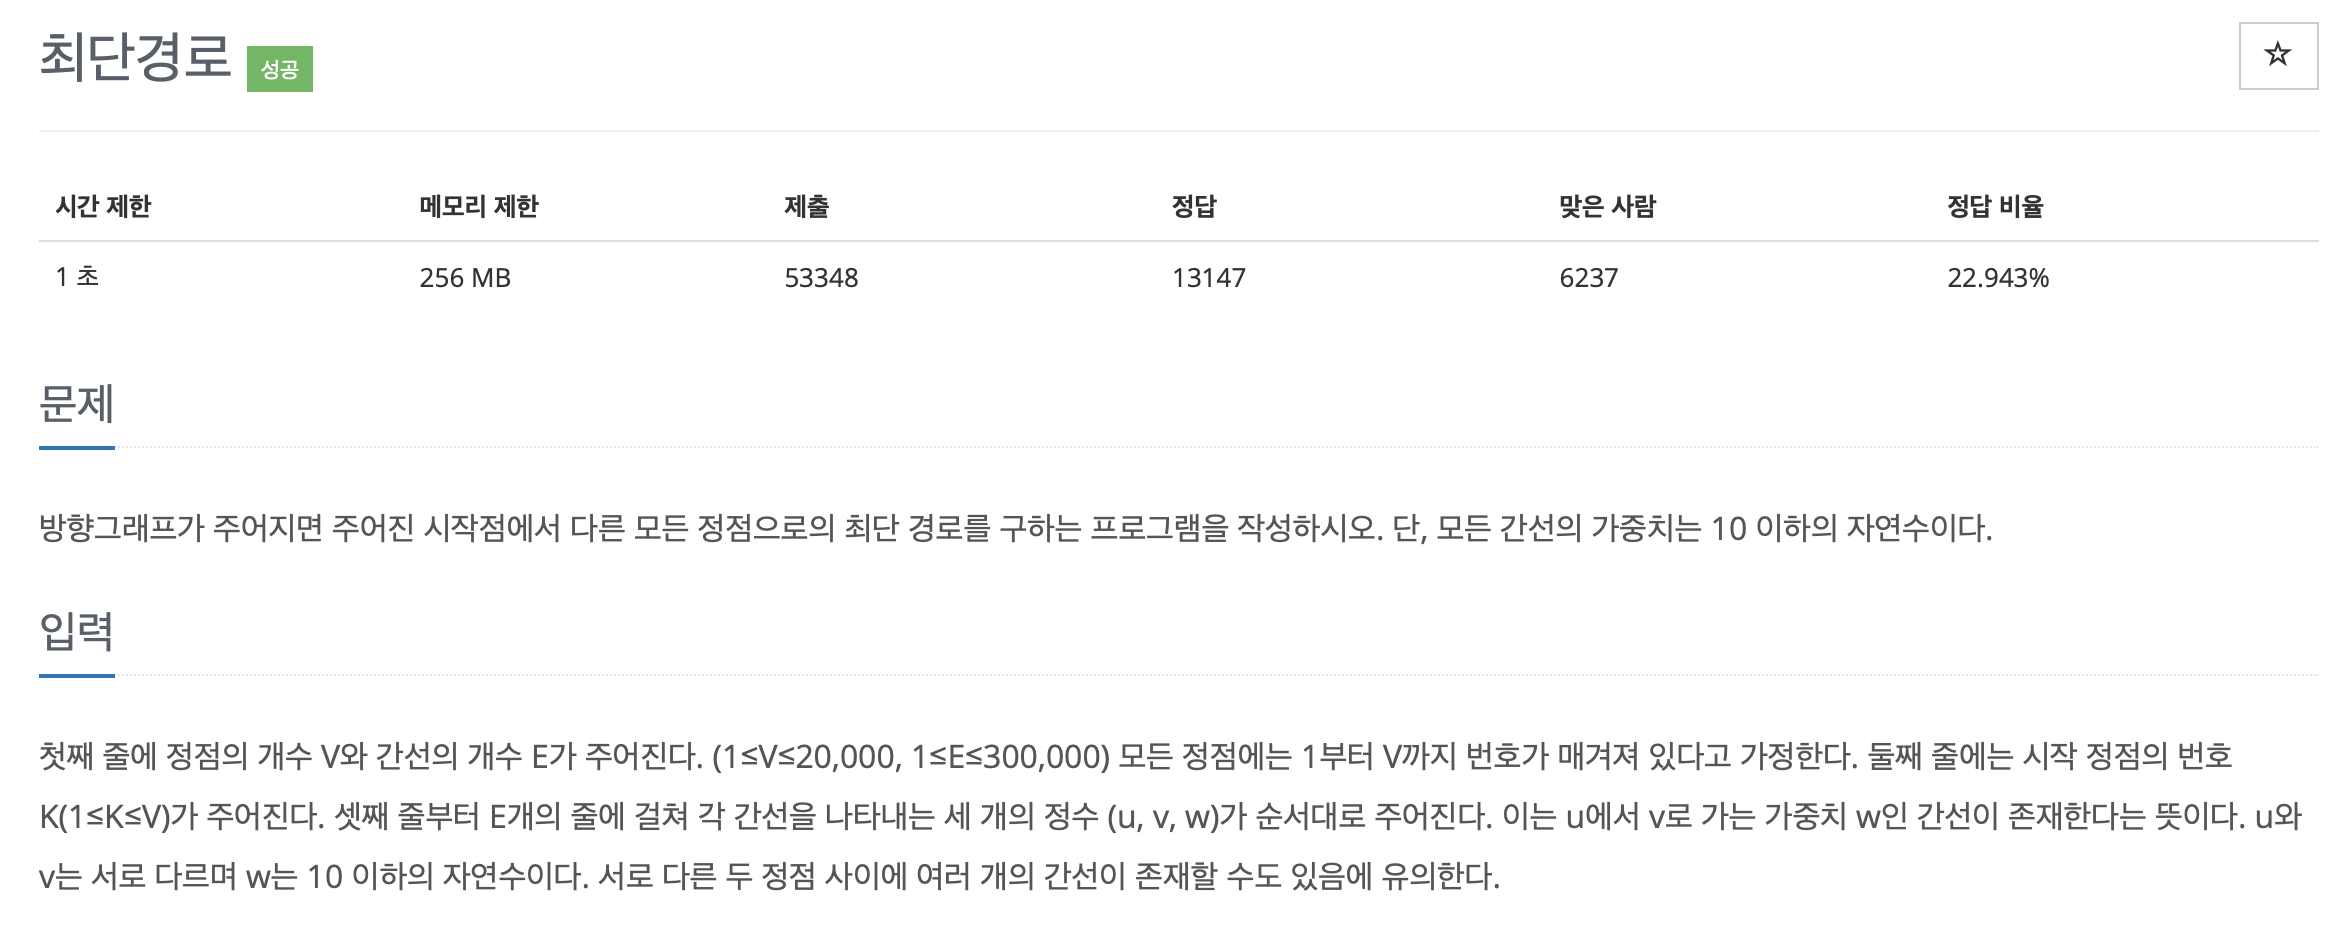 최단경로 성공
시간 제한 메모리 제한 제출 정답 맞은 사람 정답 비율
1 초 256 MB 53348 13147 6237 22.943%
문제
방향그래프가 주어지면 주어진 시작점에서 다른 모든 정점으로의 최단 경로를 구하는 프로그램을 작성하시오. 단, 모든 간선의 가중치는 10 이하의 자연수이다.
입력
첫째 줄에 정점의 개수 V와 간선의 개수 E가 주어진다. (1≤V≤20,000, 1≤E≤300,000) 모든 정점에는 1부터 V까지 번호가 매겨져 있다고 가정한다. 둘째 줄에는 시작 정점의 번호
K(1≤K≤V)가 주어진다. 셋째 줄부터 E개의 줄에 걸쳐 각 간선을 나타내는 세 개의 정수 (u, v, w)가 순서대로 주어진다. 이는 u에서 v로 가는 가중치 w인 간선이 존재한다는 뜻이다. u와
v는 서로 다르며 w는 10 이하의 자연수이다. 서로 다른 두 정점 사이에 여러 개의 간선이 존재할 수도 있음에 유의한다.